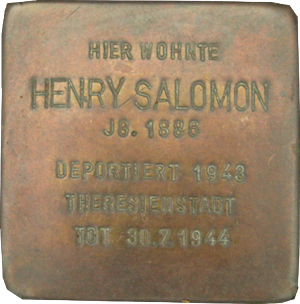 HIER WOHNTE
HENRY SALOMON
JG. 1886
DEPORTIERT 1943
THERESIENSTADT
TOT 30.7.1944